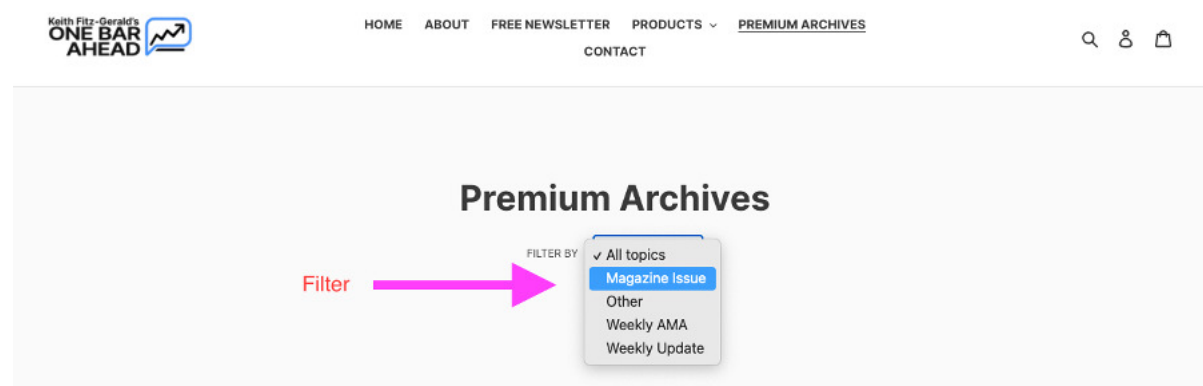 Keith Fitz-Gerald's
ONE BAR
AHEAD
HOME ABOUT FREE NEWSLETTER PRODUCTS PREMIUM ARCHIVES
CONTACT
Premium Archives
FILTER BY
✓ All topics
Magazine Issue
Other
Weekly AMA
Weekly Update
Filter